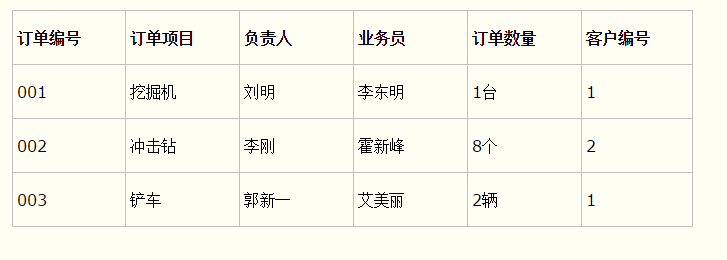 订单编号 订单项目 负责人 业务员 订单数量 客户编号
001 挖掘机 刘明 李东明 1台 1
002 冲击钻 李刚 霍新峰 8个 2
003 铲车 郭新一 艾美丽 2辆 1